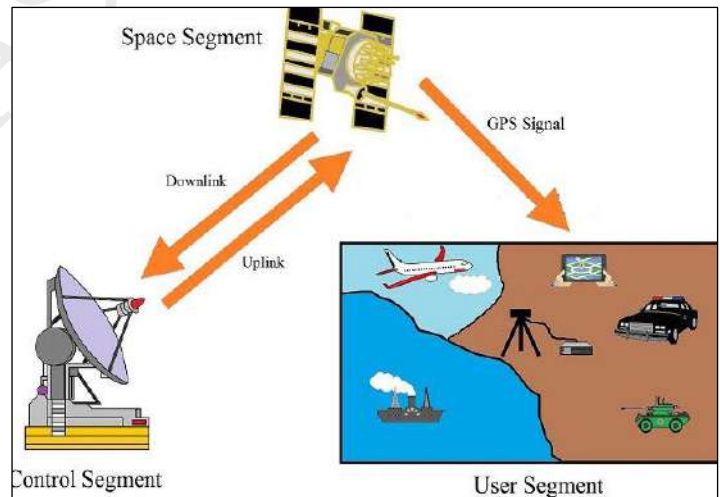 Space Segment
GPS Signal
Downlink
Uplink
Control Segment
User Segment